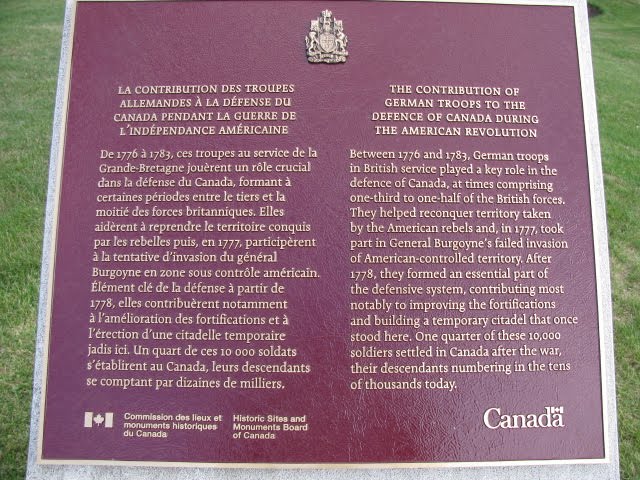 LA CONTRIBUTION DES TROUPES
ALLEMANDES À LA DÉFENSE DU
CANADA PENDANT LA GUERRE DE
L'INDÉPENDANCE AMÉRICAINE
De 1776 à 1783, ces troupes au service de la
Grande-Bretagne jouèrent un rôle crucial
dans la défense du Canada, formant à
certaines périodes entre le tiers et la
moitié des forces britanniques. Elles
aidèrent à reprendre le territoire conquis
par les rebelles puis, en 1777, participèrent
à la tentative d'invasion du général
Burgoyne en zone sous contrôle américain.
Élément clé de la défense à partir de
1778, elles contribuèrent notamment
à l'amélioration des fortifications et à
l'érection d'une citadelle temporaire
jadis ici. Un quart de ces 10 000 soldats
s'établirent au Canada, leurs descendants
se comptant par dizaines de milliers.
THE CONTRIBUTION OF
GERMAN TROOPS TO THE
DEFENCE OF CANADA DURING
THE AMERICAN REVOLUTION
Between 1776 and 1783, German troops
in British service played a key role in the
defence of Canada, at times comprising
one-third to one-half of the British forces.
They helped reconquer territory taken
by the American rebels and, in 1777, took
part in General Burgoyne's failed invasion
of American-controlled territory. After
1778, they formed an essential part of
the defensive system, contributing most
notably to improving the fortifications
and building a temporary citadel that once
stood here. One quarter of these 10,000
soldiers settled in Canada after the war,
their descendants numbering in the tens
of thousands today.
Commission des lieux et
monuments historiques
du Canada
Historic Sites and
Monuments Board
of Canada
Canada